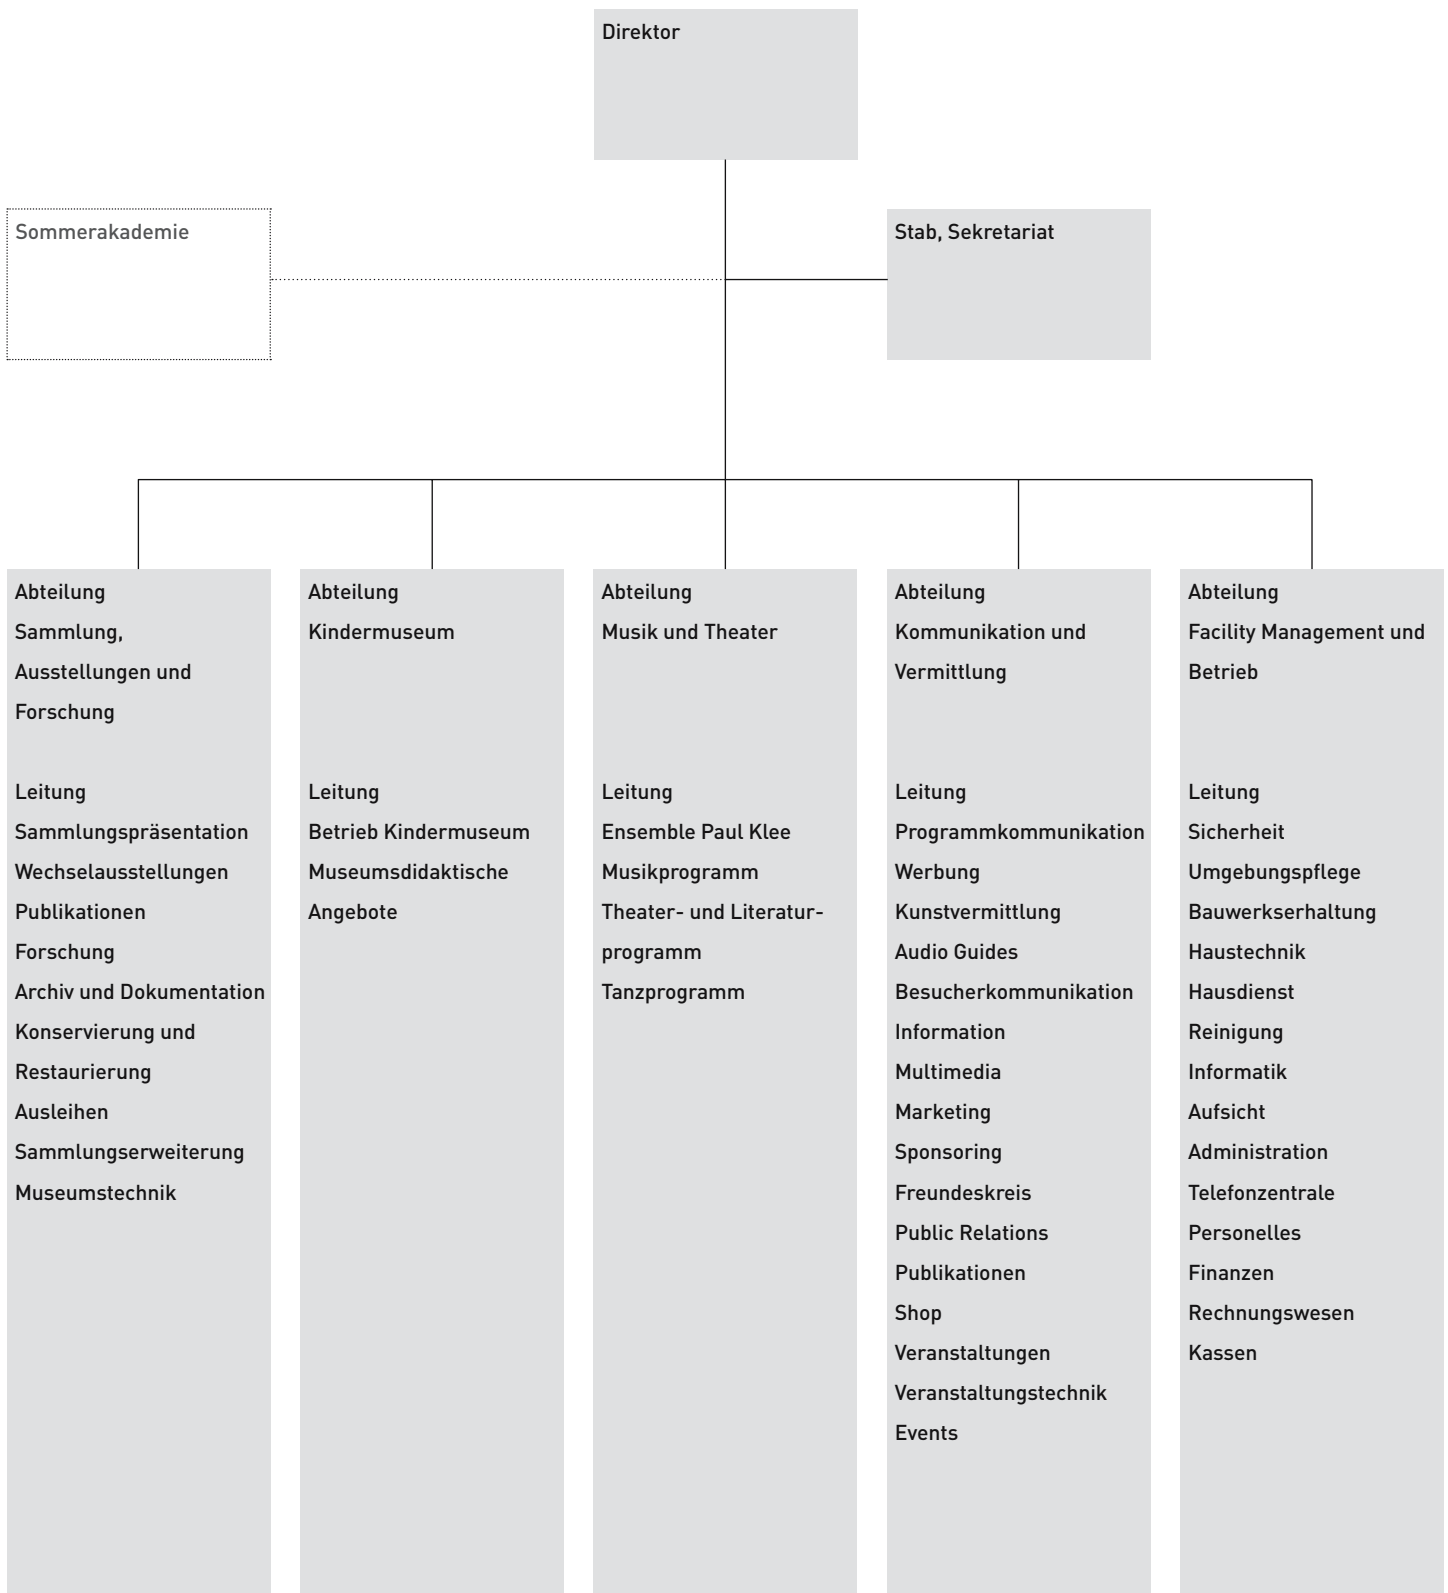 Direktor
Sommerakademie
Stab, Sekretariat
Abteilung
Sammlung,
Ausstellungen und
Forschung
Leitung
Sammlungspräsentation
Wechselausstellungen
Publikationen
Forschung
Archiv und Dokumentation
Konservierung und
Restaurierung
Ausleihen
Sammlungserweiterung
Museumstechnik
Abteilung
Kindermuseum
Leitung
Betrieb Kindermuseum
Museumsdidaktische
Angebote
Abteilung
Musik und Theater
Leitung
Ensemble Paul Klee
Musikprogramm
Theater- und Literatur-
programm
Tanzprogramm
Abteilung
Kommunikation und
Vermittlung
Leitung
Programmkommunikation
Werbung
Kunstvermittlung
Audio Guides
Besucherkommunikation
Information
Multimedia
Marketing
Sponsoring
Freundeskreis
Public Relations
Publikationen
Shop
Veranstaltungen
Veranstaltungstechnik
Events
Abteilung
Facility Management und
Betrieb
Leitung
Sicherheit
Umgebungspflege
Bauwerkserhaltung
Haustechnik
Hausdienst
Reinigung
Informatik
Aufsicht
Administration
Telefonzentrale
Personelles
Finanzen
Rechnungswesen
Kassen